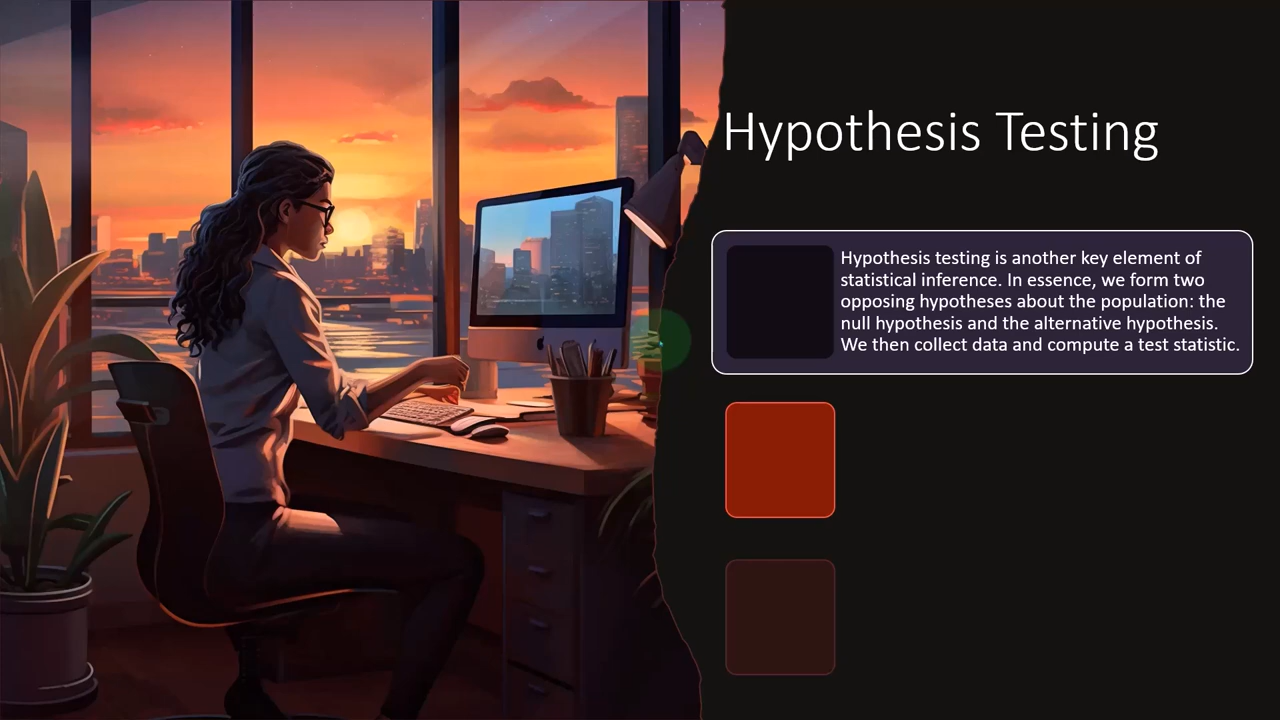 Hypothesis Testing
Hypothesis testing is another key element of
statistical inference. In essence, we form two
opposing hypotheses about the population: the
null hypothesis and the alternative hypothesis.
We then collect data and compute a test statistic.